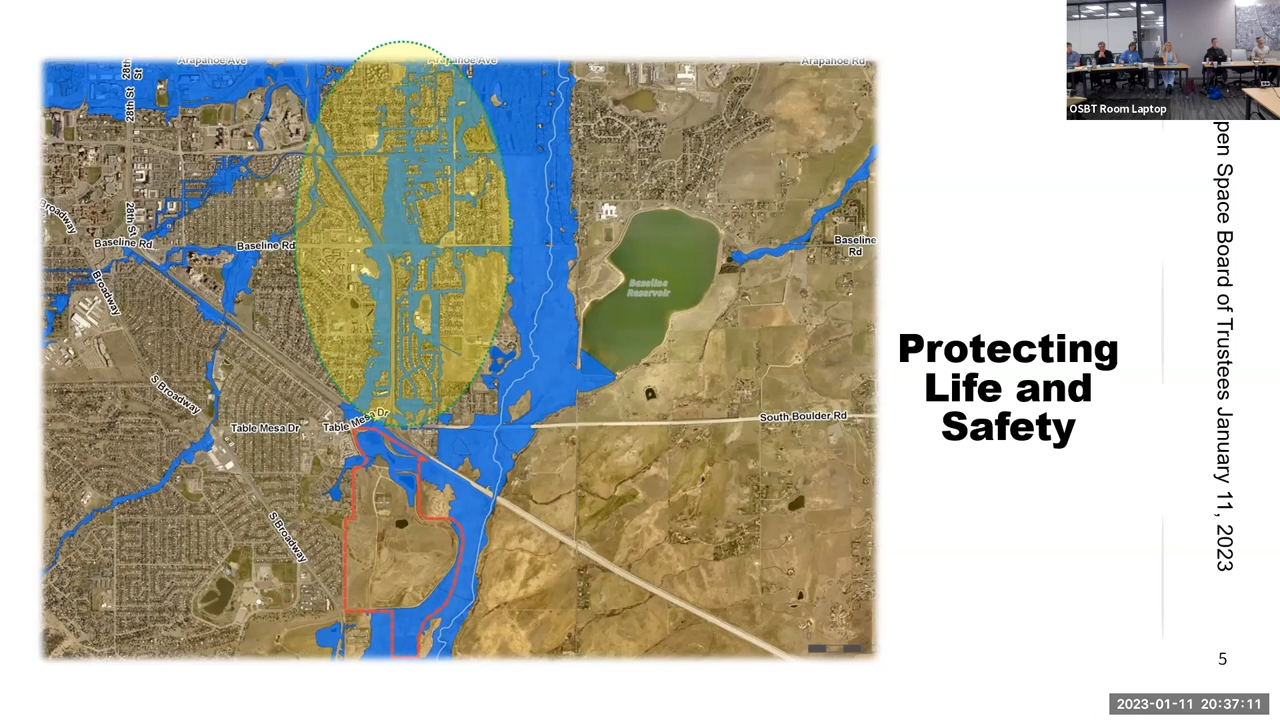 Arapahoe Ave
Arapahoe Ave
Arapahoe Rd
28th
St
28th St
28th St
Broadway
Baseline Rd
Baseline Rd
Baseline
Rd
Broadway
Baseline
Reservoir
S Broadway
Table Mesa Dr
Table Mesa Dr
South Boulder Rd
S Broadway
Protecting
Life and
Safety
OSBT Room Laptop
pen Space Board of Trustees January 11, 2023
5
2023-01-11 20:37:11